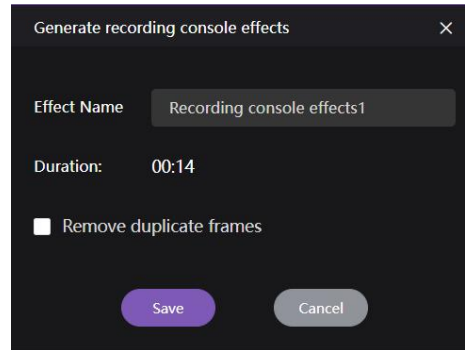 Generate recording console effects
Effect Name Recording console effects1
Duration: 00:14
Remove duplicate frames
Save Cancel